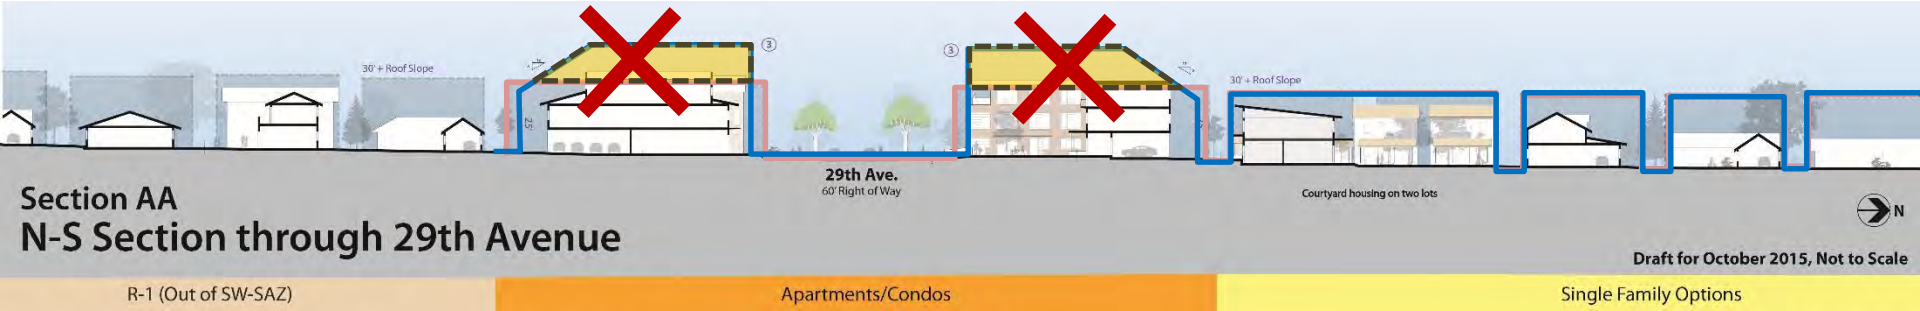 3
3
30' + Roof Slope
30' + Roof Slope
25'
29th Ave.
60' Right of Way
Courtyard housing on two lots
N
Section AA
N-S Section through 29th Avenue
Draft for October 2015, Not to Scale
R-1 (Out of SW-SAZ)
Apartments/Condos
Single Family Options